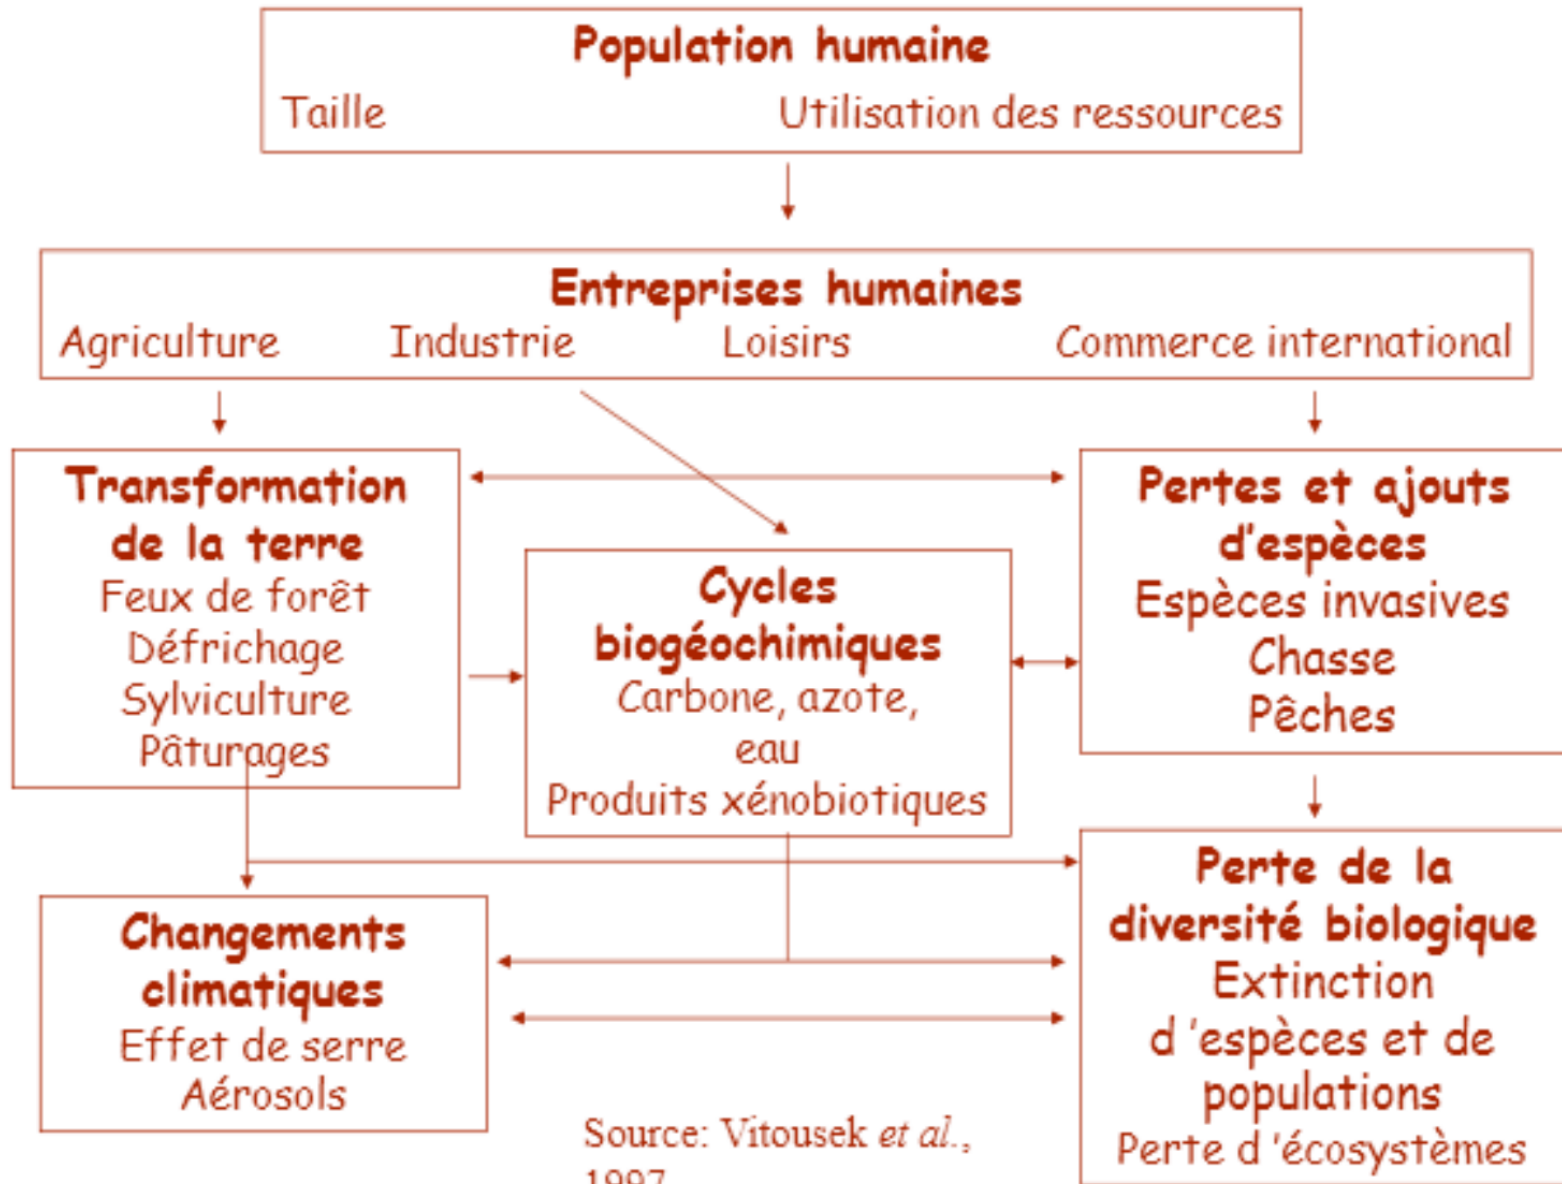 Population humaine
Taille Utilisation des ressources
Entreprises humaines
Agriculture Industrie Loisirs Commerce international
Transformation
de la terre
Feux de forêt
Défrichage
Sylviculture
Pâturages
Cycles
biogéochimiques
Carbone, azote,
eau
Produits xénobiotiques
Pertes et ajouts
d'espèces
Espèces invasives
Chasse
Pêches
Changements
climatiques
Effet de serre
Aérosols
Perte de la
diversité biologique
Extinction
d 'espèces et de
populations
Perte d 'écosystèmes
Source: Vitousek et al.,
1997